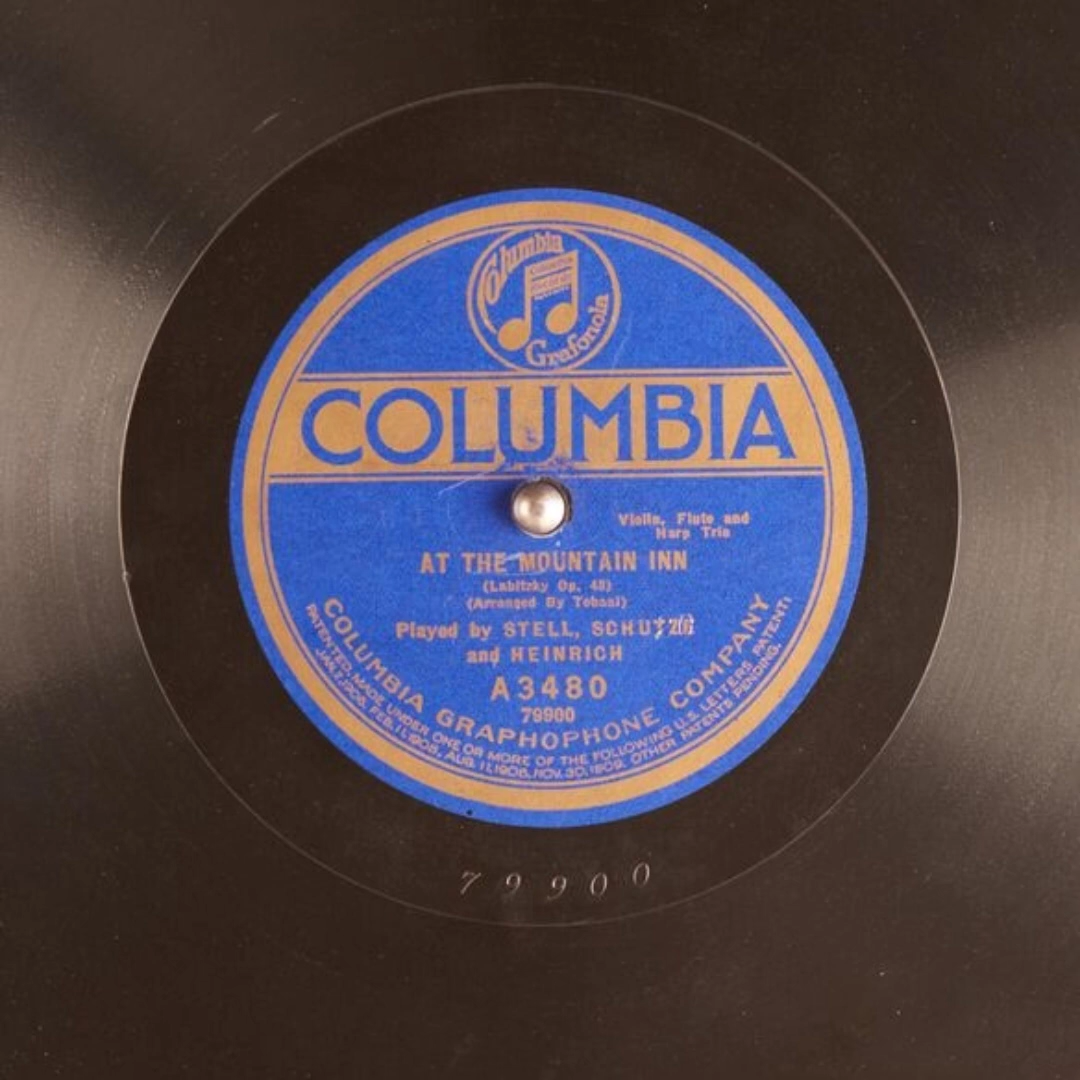 Columbia
Grafonola
COLUMBIA
Violin, Flute and
Harp Trio
AT THE MOUNTAIN INN
(Labitzky Op. 48)
(Arranged By Tobani)
Played by STELL, SCHUTZE
and HEINRICH
A3480
79900
COLUMBIA GRAPHOPHONE COMPANY
PATENTED, MADE UNDER ONE OR MORE OF THE FOLLOWING U.S. LETTERS PATENT:
JAN.7, 1908, FEB. 11, 1908, AUG. 11, 1908, NOV. 30, 1909. OTHER PATENTS PENDING.
79900